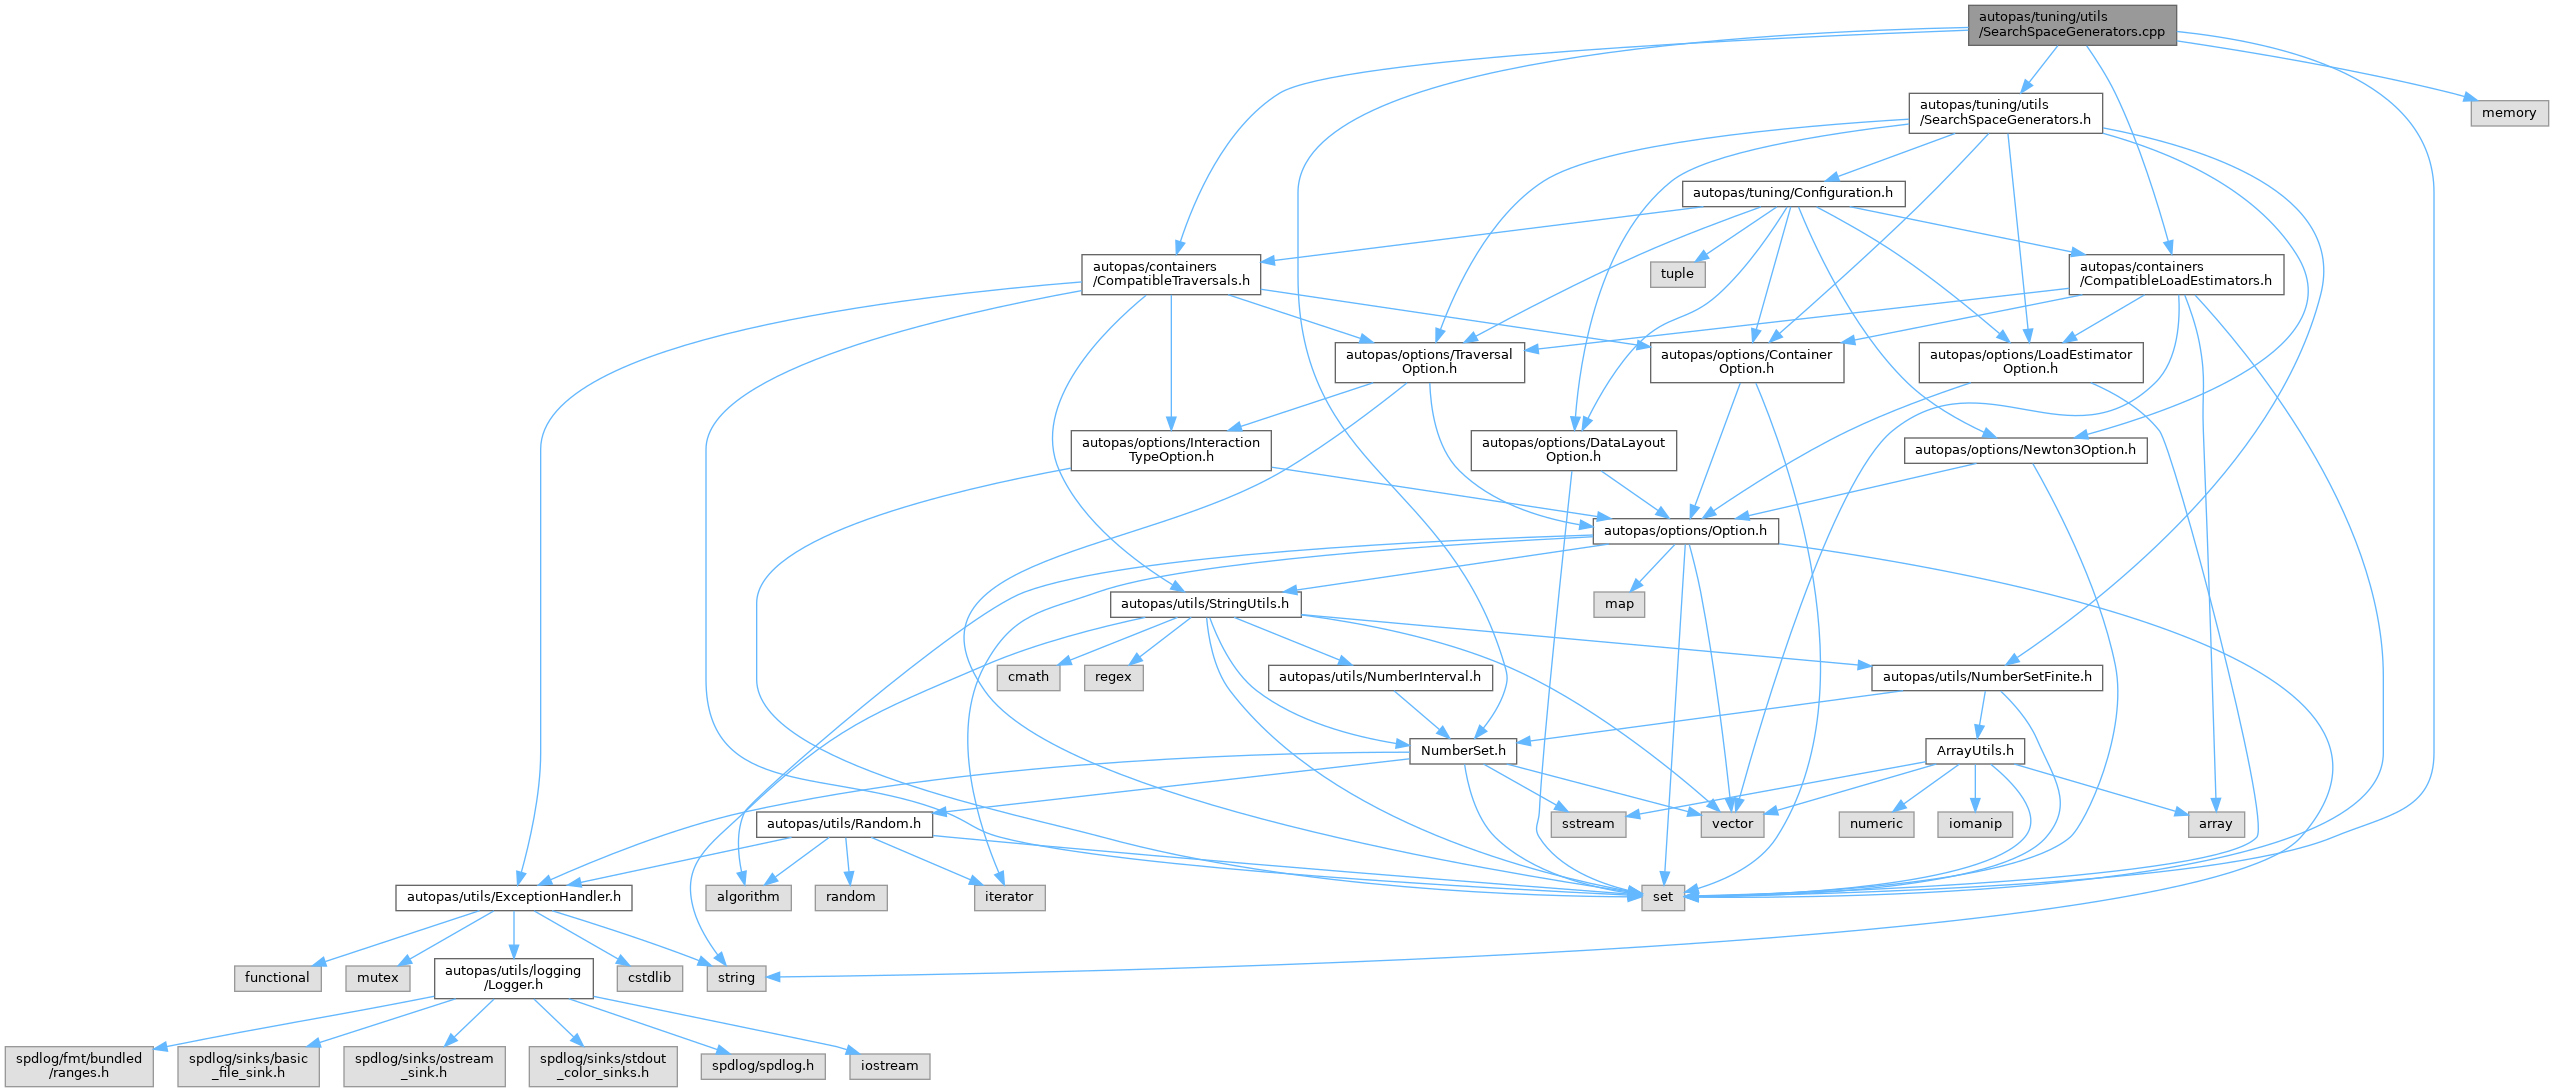 autopas/tuning/utils
/SearchSpaceGenerators.cpp
autopas/tuning/utils
/SearchSpaceGenerators.h
memory
autopas/tuning/Configuration.h
autopas/containers
/CompatibleTraversals.h
tuple
autopas/containers
/CompatibleLoadEstimators.h
autopas/options/Traversal
Option.h
autopas/options/Container
Option.h
autopas/options/LoadEstimator
Option.h
autopas/options/Interaction
TypeOption.h
autopas/options/DataLayout
Option.h
autopas/options/Newton3Option.h
autopas/options/Option.h
autopas/utils/StringUtils.h
map
cmath
regex
autopas/utils/NumberInterval.h
autopas/utils/NumberSetFinite.h
NumberSet.h
ArrayUtils.h
autopas/utils/Random.h
sstream
vector
numeric
iomanip
array
autopas/utils/ExceptionHandler.h
algorithm
random
iterator
set
functional
mutex
autopas/utils/logging
/Logger.h
cstdlib
string
spdlog/fmt/bundled
/ranges.h
spdlog/sinks/basic
_file_sink.h
spdlog/sinks/ostream
_sink.h
spdlog/sinks/stdout
_color_sinks.h
spdlog/spdlog.h
iostream